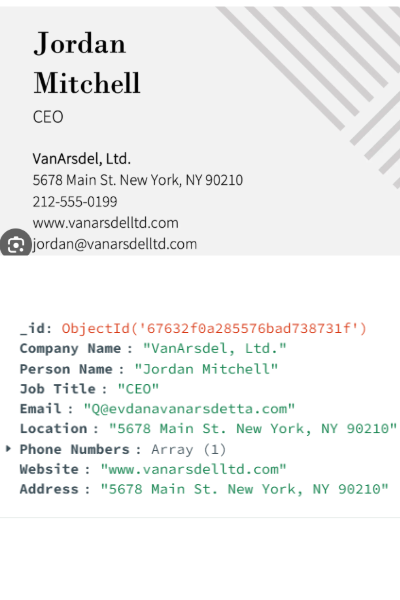 Jordan
Mitchell
CEO
VanArsdel, Ltd.
5678 Main St. New York, NY 90210
212-555-0199
www.vanarsdelltd.com
jordan@vanarsdelltd.com
_id: ObjectId('67632f0a285576bad738731f')
Company Name : "VanArsdel, Ltd."
Person Name : "Jordan Mitchell"
Job Title : "CEO"
Email : "Q@evdanavanarsdetta.com"
Location : "5678 Main St. New York, NY 90210"
Phone Numbers : Array (1)
Website : "www.vanarsdelltd.com"
Address : "5678 Main St. New York, NY 90210"